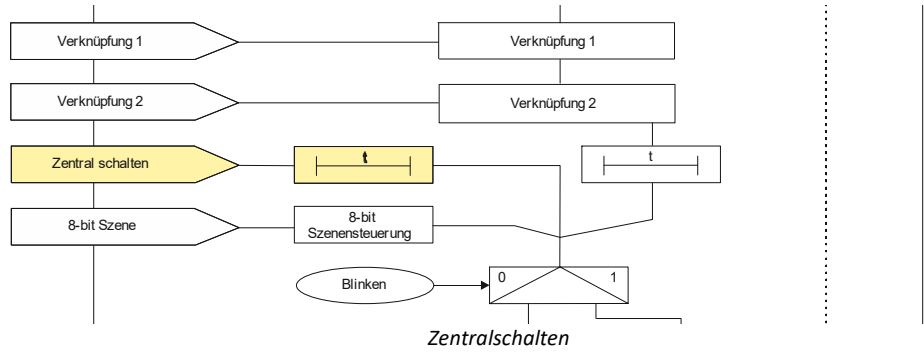 Verknüpfung 1
Verknüpfung 1
Verknüpfung 2
Verknüpfung 2
Zentral schalten
t
t
8-bit Szene
8-bit
Szenensteuerung
0
1
Blinken
Zentralschalten